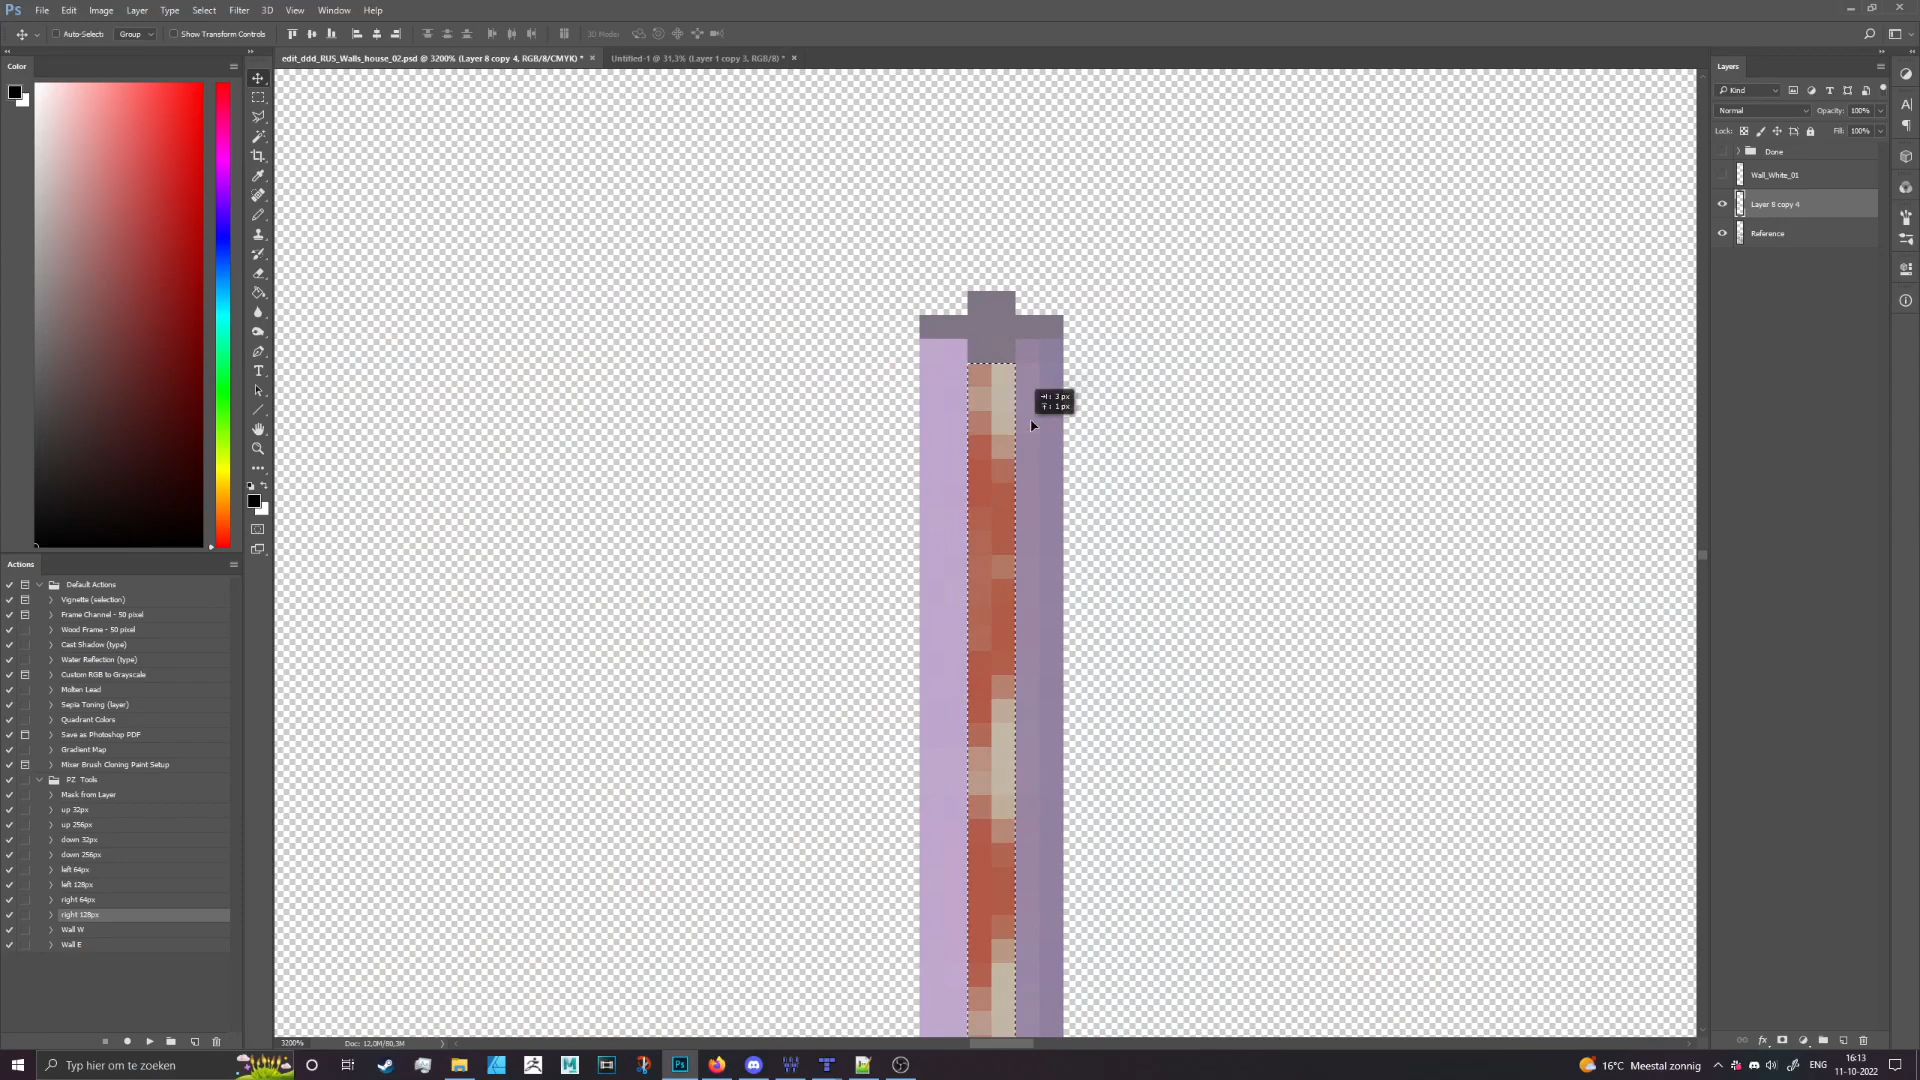 Ps File Edit Image Layer Type Select Filter 3D View Window Help
Auto-Select: Group Show Transform Controls 3D Mode:
Color
edit_ddd_RUS_Walls_house_02.psd @ 3200% (Layer 8 copy 4, RGB/8/CMYK) * × Untitled-1 @ 31,3% (Layer 1 copy 3, RGB/8) * ×
Layers
Kind
Normal Opacity: 100%
Lock: Fill: 100%
Done
Wall_White_01
Layer 8 copy 4
Reference
3 px
1 px
Actions
Default Actions
Vignette (selection)
Frame Channel - 50 pixel
Wood Frame - 50 pixel
Cast Shadow (type)
Water Reflection (type)
Custom RGB to Grayscale
Molten Lead
Sepia Toning (layer)
Quadrant Colors
Save as Photoshop PDF
Gradient Map
Mixer Brush Cloning Paint Setup
PZ Tools
Mask from Layer
up 32px
up 256px
down 32px
down 256px
left 64px
left 128px
right 64px
right 128px
Wall W
Wall E
3200% Doc: 12,0M/80,3M
Typ hier om te zoeken
16°C Meestal zonnig
ENG
16:13
11-10-2022